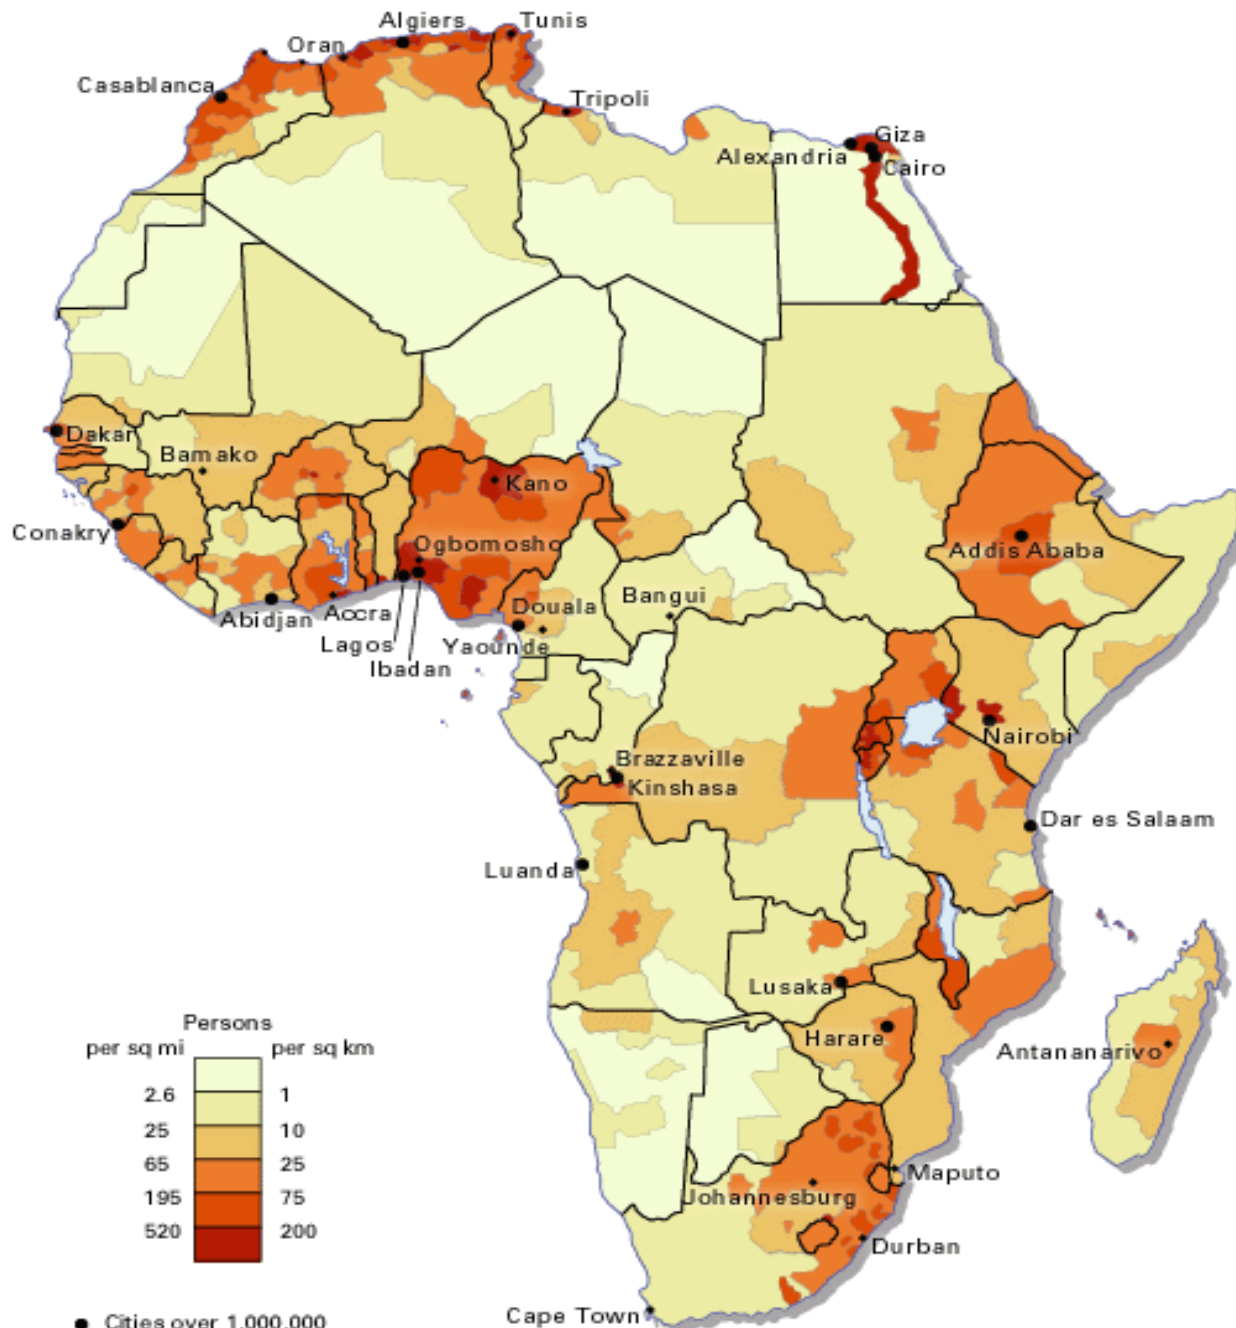 Algiers
Tunis
Oran
Casablanca
Tripoli
Giza
Alexandria
Cairo
Dakar
Bamako
Kano
Conakry
Ogbomosho
Addis Ababa
Abidjan
Accra
Douala
Bangui
Lagos
Yaounde
Ibadan
Nairobi
Brazzaville
Kinshasa
Dar es Salaam
Luanda
Lusaka
Harare
Antananarivo
Maputo
Johannesburg
Durban
Cape Town
Persons
per sq mi per sq km
2.6 1
25 10
65 25
195 75
520 200
Cities over 1,000,000